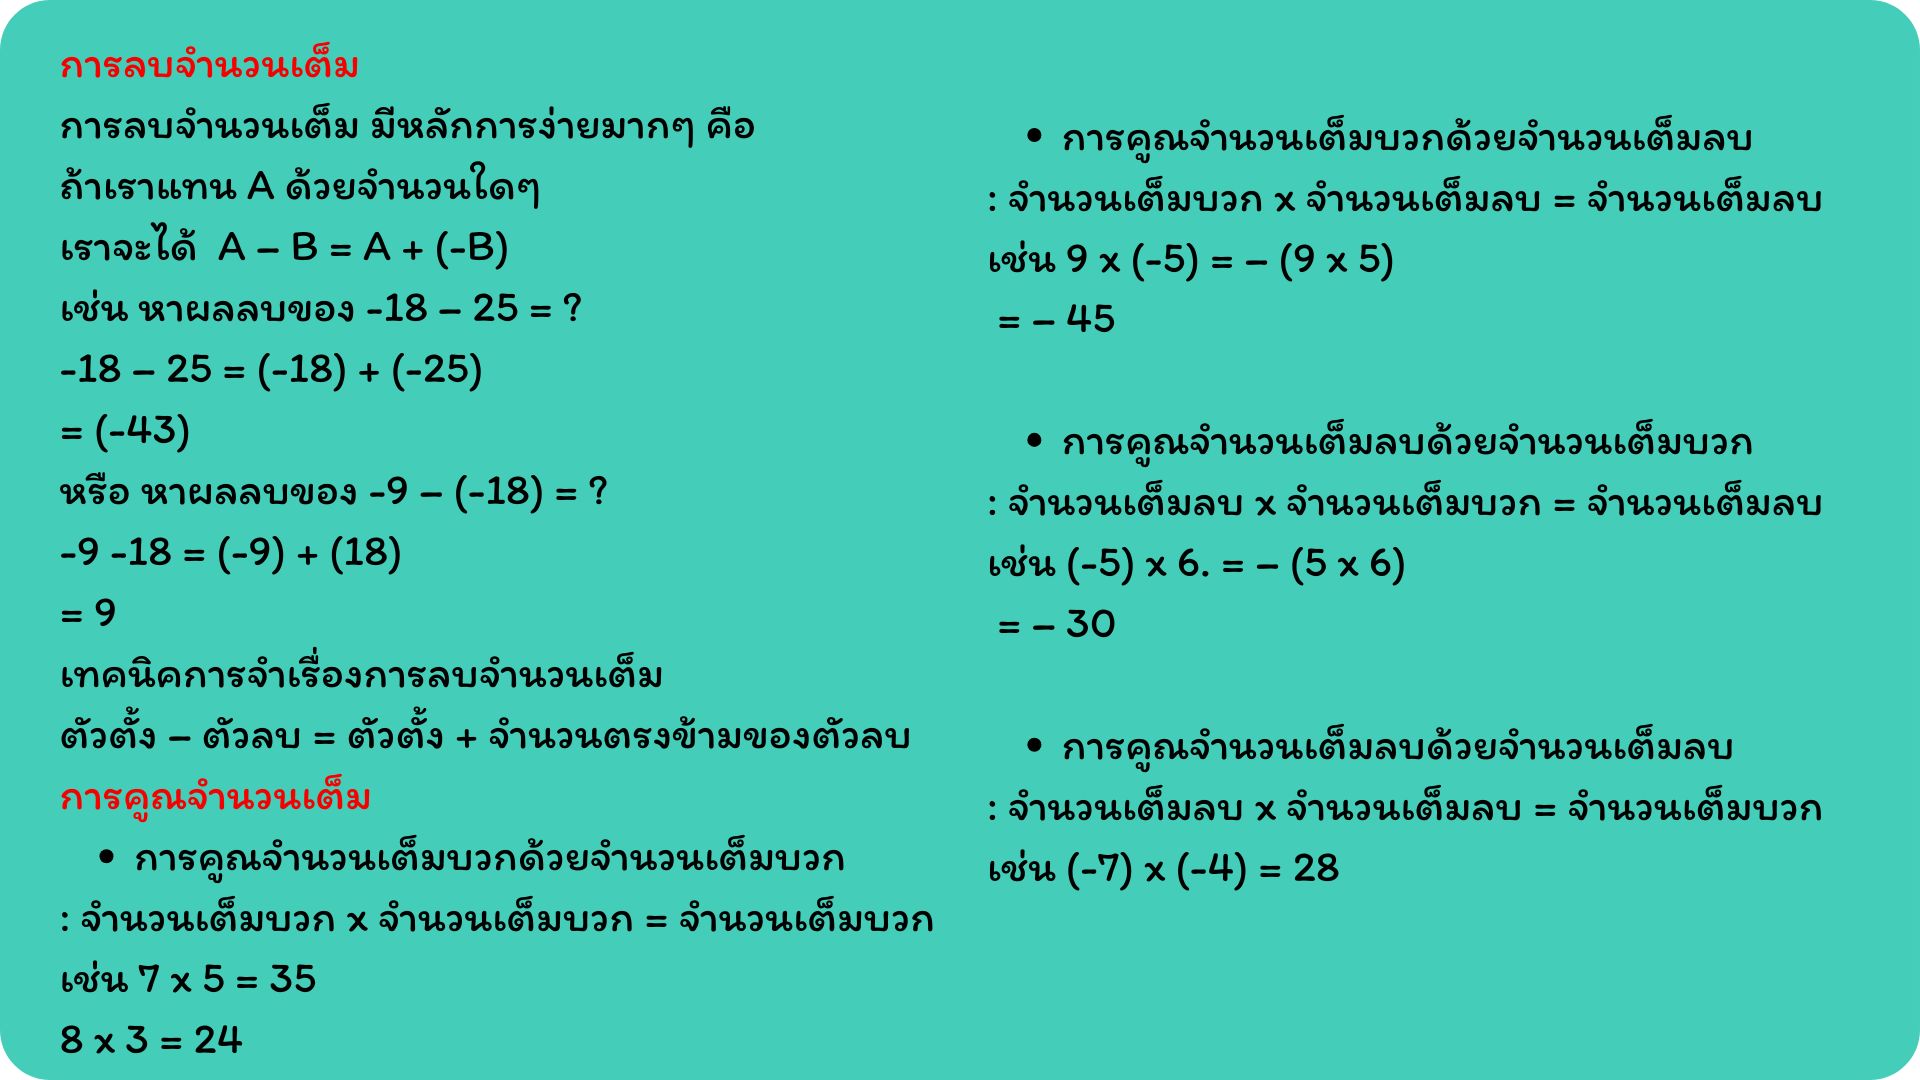 การลบจำนวนเต็ม
การลบจำนวนเต็ม มีหลักการง่ายมากๆ คือ
ถ้าเราแทน A ด้วยจำนวนใดๆ
เราจะได้ A – B = A + (-B)
เช่น หาผลลบของ -18 – 25 = ?
-18 – 25 = (-18) + (-25)
= (-43)
หรือ หาผลลบของ -9 – (-18) = ?
-9 -18 = (-9) + (18)
= 9
เทคนิคการจำเรื่องการลบจำนวนเต็ม
ตัวตั้ง – ตัวลบ = ตัวตั้ง + จำนวนตรงข้ามของตัวลบ
การคูณจำนวนเต็ม
• การคูณจำนวนเต็มบวกด้วยจำนวนเต็มบวก
: จำนวนเต็มบวก x จำนวนเต็มบวก = จำนวนเต็มบวก
เช่น 7 x 5 = 35
8 x 3 = 24
• การคูณจำนวนเต็มบวกด้วยจำนวนเต็มลบ
: จำนวนเต็มบวก x จำนวนเต็มลบ = จำนวนเต็มลบ
เช่น 9 x (-5) = – (9 x 5)
= – 45
• การคูณจำนวนเต็มลบด้วยจำนวนเต็มบวก
: จำนวนเต็มลบ x จำนวนเต็มบวก = จำนวนเต็มลบ
เช่น (-5) x 6. = – (5 x 6)
= – 30
• การคูณจำนวนเต็มลบด้วยจำนวนเต็มลบ
: จำนวนเต็มลบ x จำนวนเต็มลบ = จำนวนเต็มบวก
เช่น (-7) x (-4) = 28